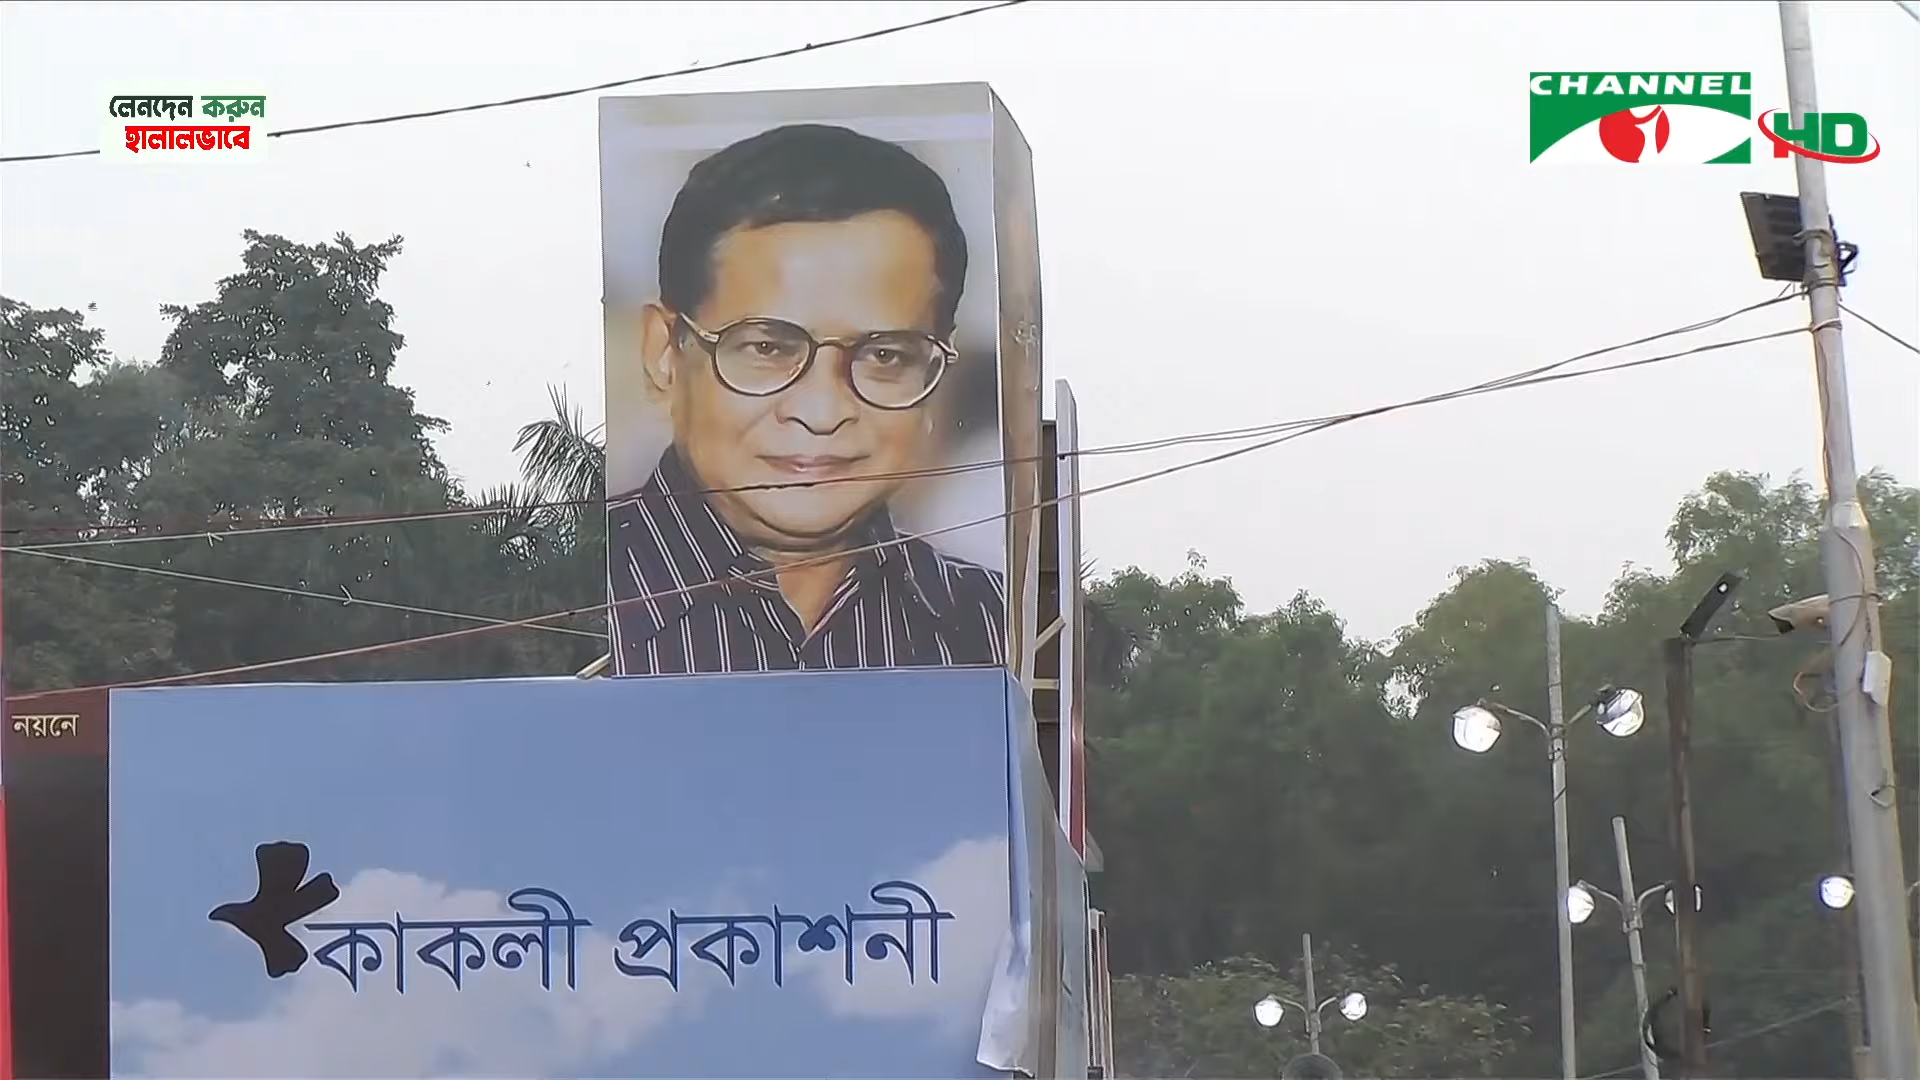 লেনদেন করুন
হালালভাবে
CHANNEL
HD
নয়নে
কাকলী প্রকাশনী